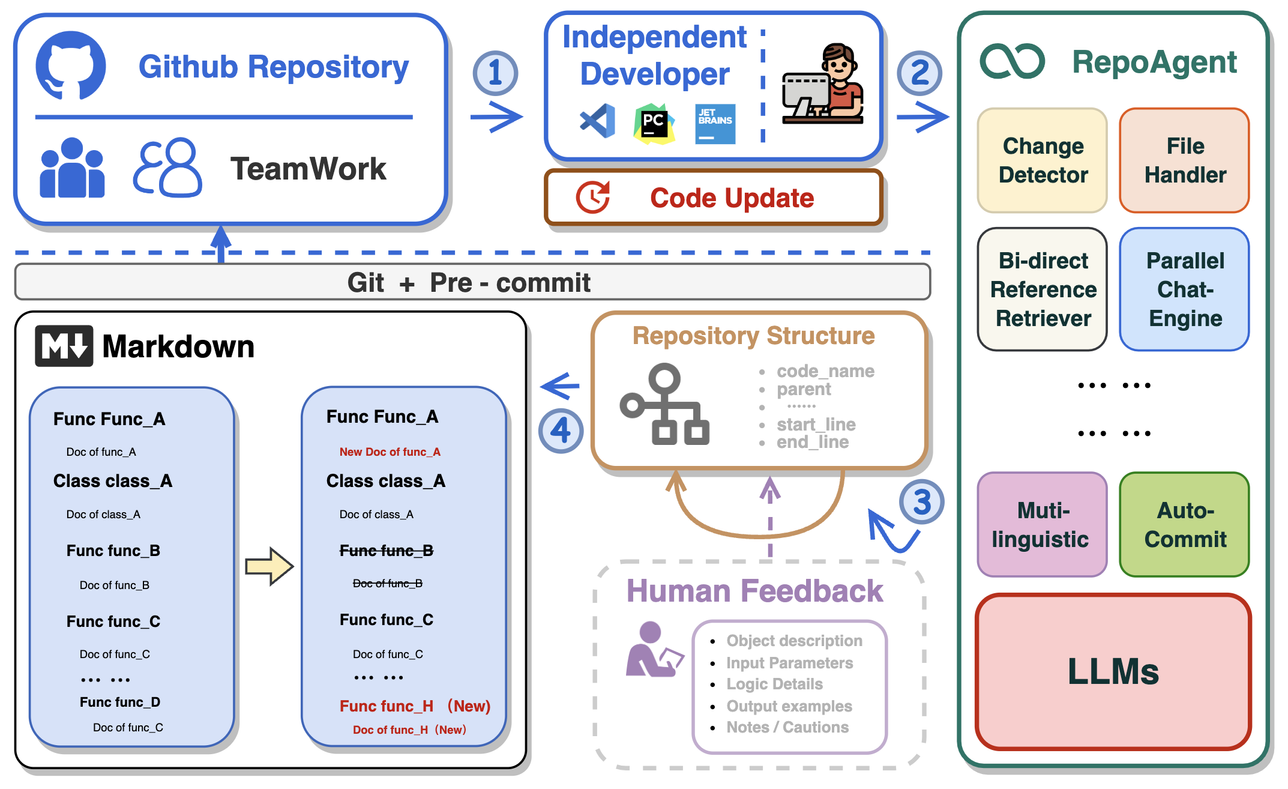 Github Repository
TeamWork
1
Independent
Developer
PC
JET
BRAINS
Code Update
2
RepoAgent
Change
Detector
File
Handler
Bi-direct
Reference
Retriever
Parallel
Chat-
Engine
... ...
... ...
Muti-
linguistic
Auto-
Commit
LLMs
Git + Pre - commit
M
Markdown
Func Func_A
Doc of func_A
Class class_A
Doc of class_A
Func func_B
Doc of func_B
Func func_C
Doc of func_C
... ...
Func func_D
Doc of func_C
Func Func_A
New Doc of func_A
Class class_A
Doc of class_A
Func func_B
Doc of func_B
Func func_C
Doc of func_C
... ...
Func func_H （New)
Doc of func_H（New）
4
Repository Structure
code_name
parent
......
start_line
end_line
3
Human Feedback
Object description
Input Parameters
Logic Details
Output examples
Notes / Cautions